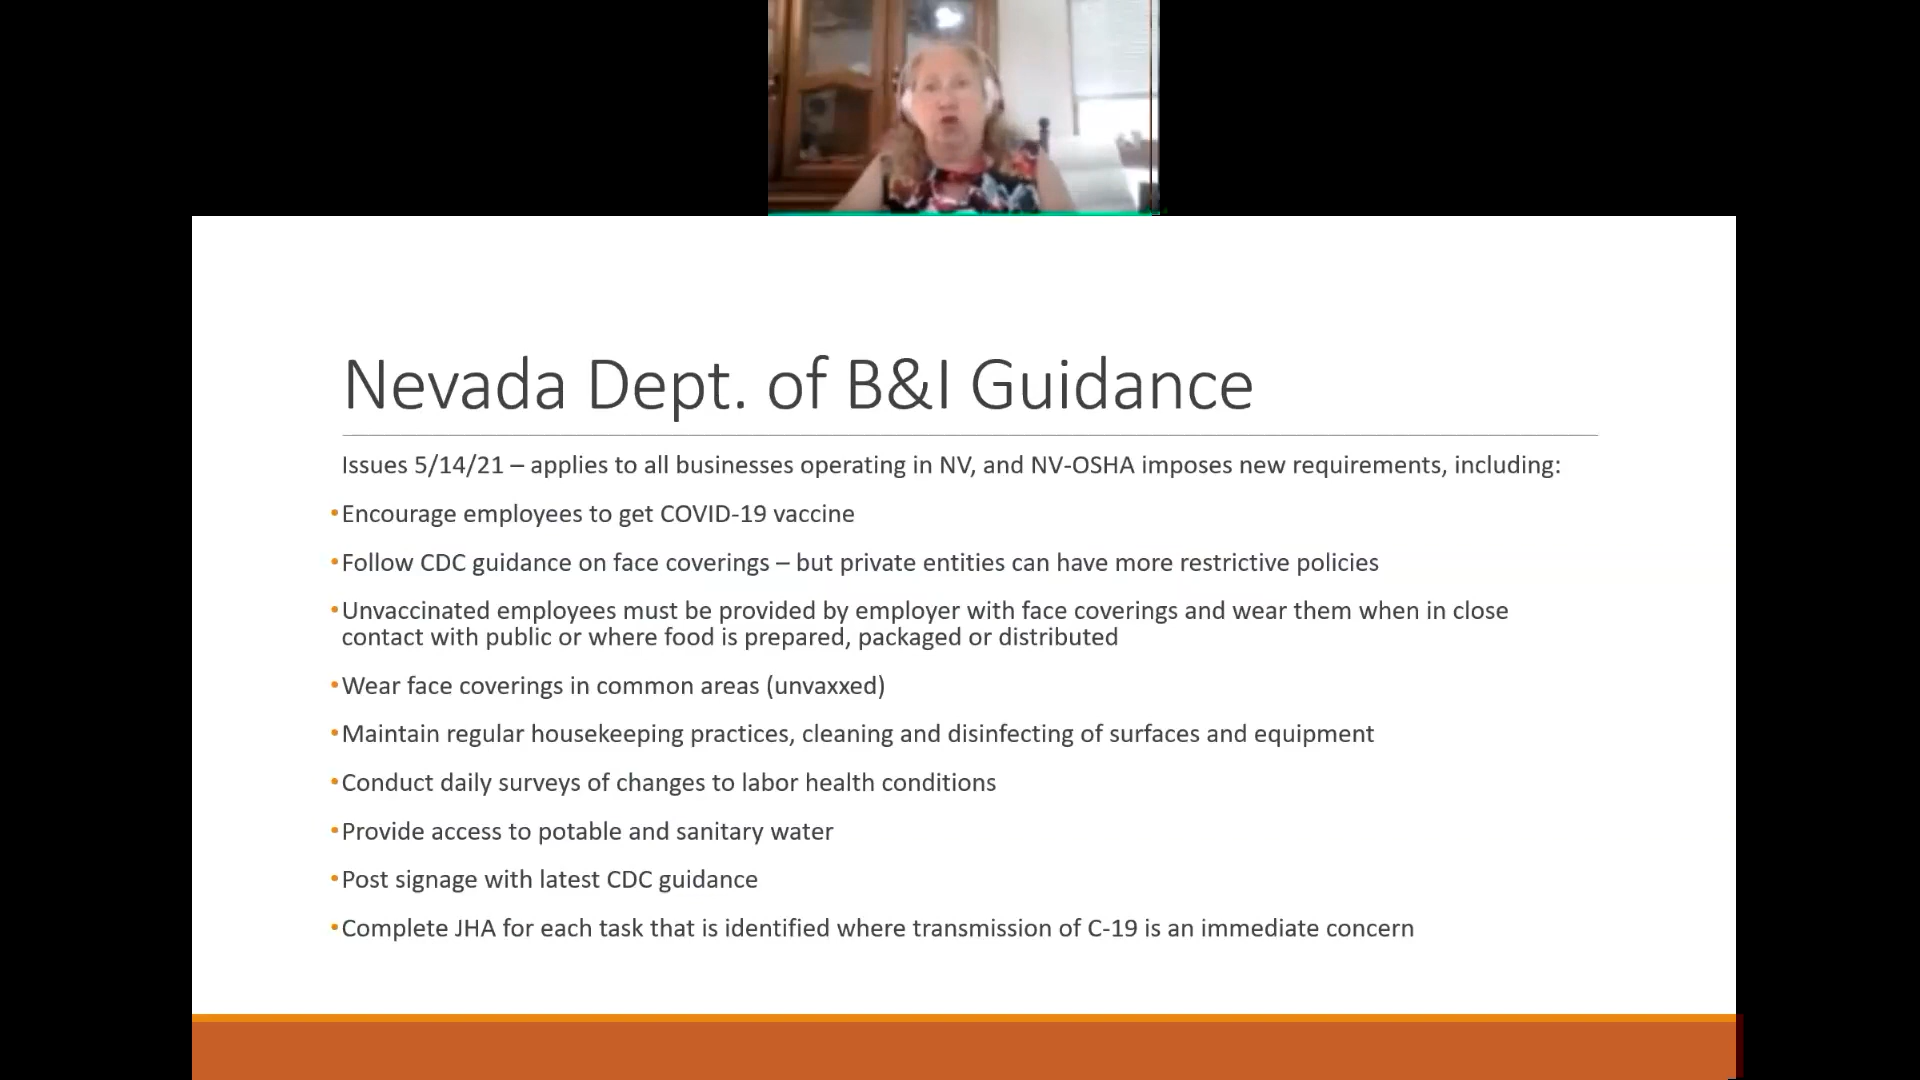 Nevada Dept. of B&I Guidance
Issues 5/14/21 – applies to all businesses operating in NV, and NV-OSHA imposes new requirements, including:
•Encourage employees to get COVID-19 vaccine
•Follow CDC guidance on face coverings – but private entities can have more restrictive policies
•Unvaccinated employees must be provided by employer with face coverings and wear them when in close
contact with public or where food is prepared, packaged or distributed
•Wear face coverings in common areas (unvaxxed)
•Maintain regular housekeeping practices, cleaning and disinfecting of surfaces and equipment
•Conduct daily surveys of changes to labor health conditions
•Provide access to potable and sanitary water
•Post signage with latest CDC guidance
•Complete JHA for each task that is identified where transmission of C-19 is an immediate concern